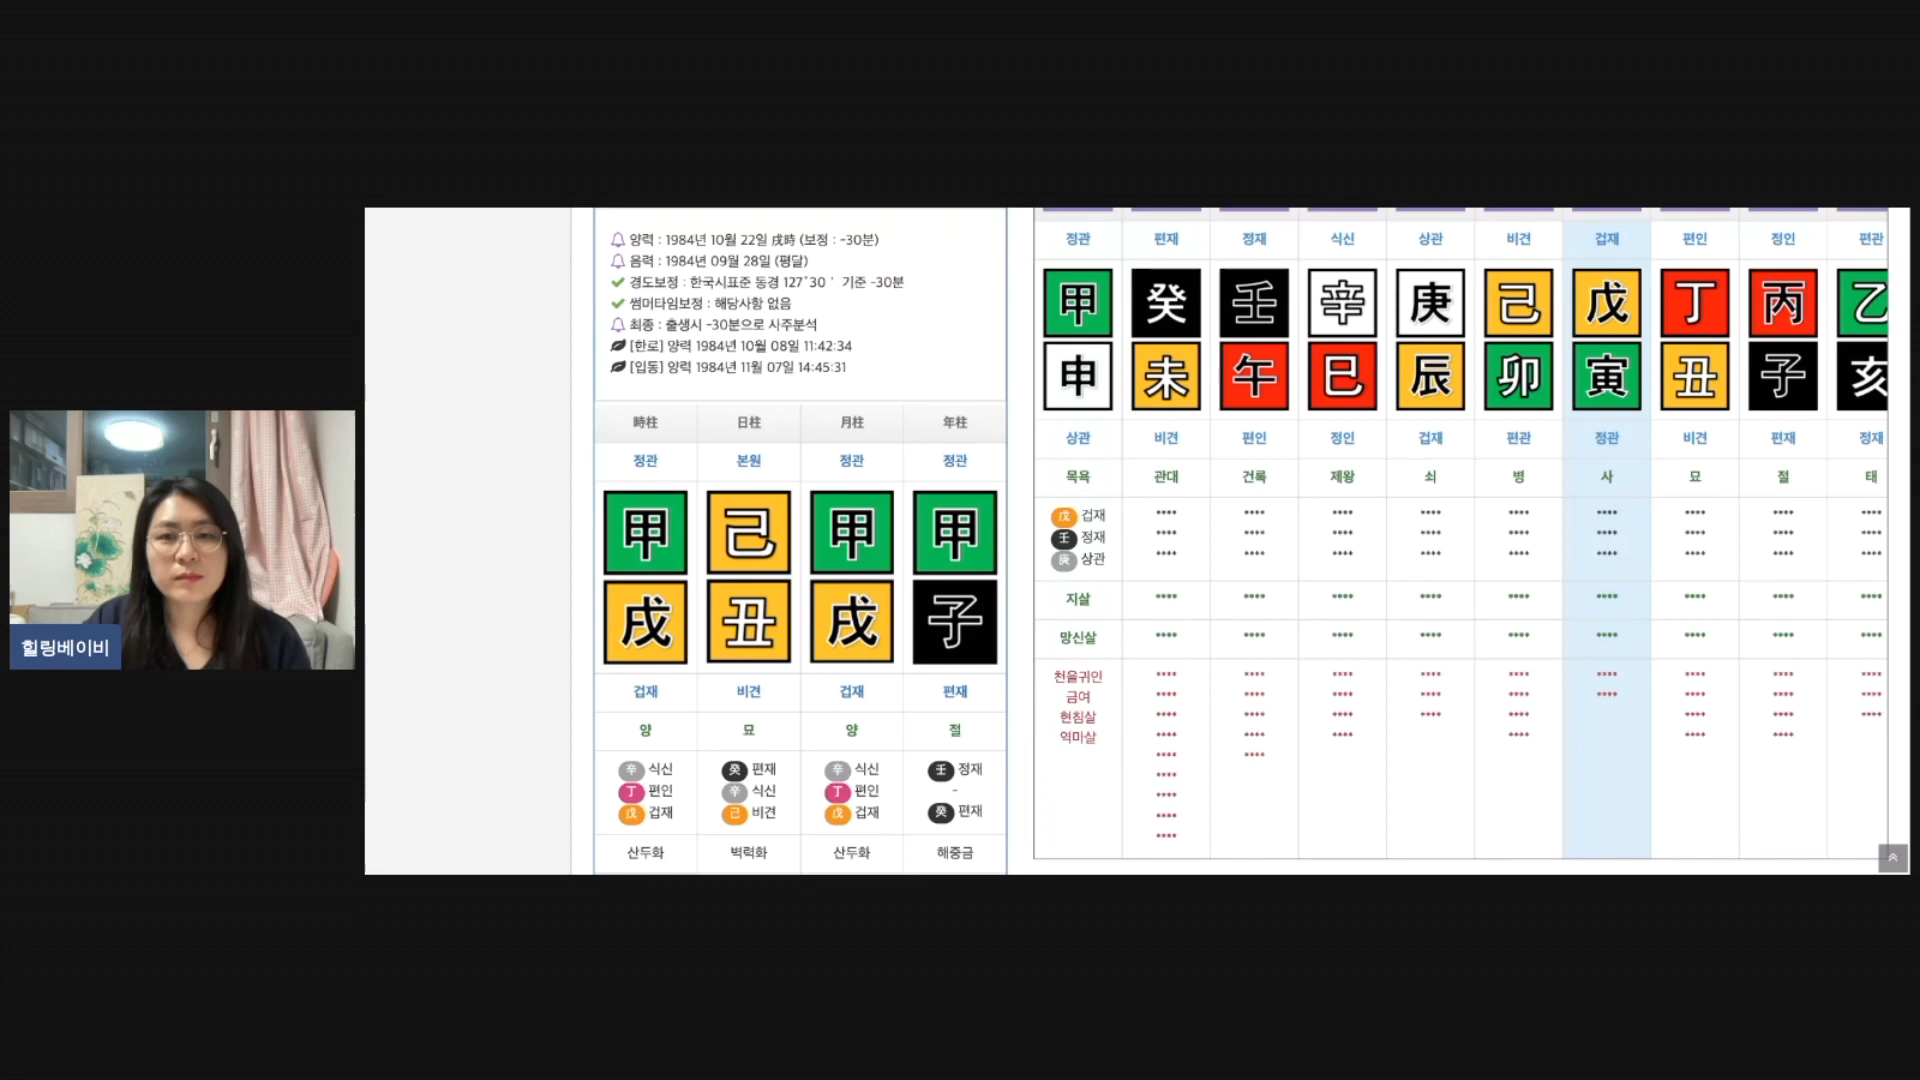 힐링베이비
양력 : 1984년 10월 22일 戌時 (보정 : -30분)
음력 : 1984년 09월 28일 (평달)
경도보정 : 한국시표준 동경 127˚30 ' 기준 -30분
썸머타임보정 : 해당사항 없음
최종 : 출생시 -30분으로 사주분석
[한로] 양력 1984년 10월 08일 11:42:34
[입동] 양력 1984년 11월 07일 14:45:31
時柱 日柱 月柱 年柱
정관 본원 정관 정관
甲 己 甲 甲
戌 丑 戌 子
겁재 비견 겁재 편재
양 묘 양 절
辛 식신 癸 편재 辛 식신 壬 정재
丁 편인 辛 식신 丁 편인 -
戊 겁재 己 비견 戊 겁재 癸 편재
산두화 벽력화 산두화 해중금
정관 편재 정재 식신 상관 비견 겁재 편인 정인 편관
甲 癸 壬 辛 庚 己 戊 丁 丙 乙
申 未 午 巳 辰 卯 寅 丑 子 亥
상관 비견 편인 정인 겁재 편관 정관 비견 편재 정재
목욕 관대 건록 제왕 쇠 병 사 묘 절 태
戊 겁재 **** **** **** **** **** **** **** **** ****
壬 정재 **** **** **** **** **** **** **** **** ****
庚 상관 **** **** **** **** **** **** **** **** ****
지살 **** **** **** **** **** **** **** **** ****
망신살 **** **** **** **** **** **** **** **** ****
천을귀인 **** **** **** **** **** **** **** **** ****
금여 **** **** **** **** **** **** **** **** ****
현침살 **** **** **** **** **** **** **** ****
역마살 **** **** **** **** **** ****
**** ****
****
****
****
****